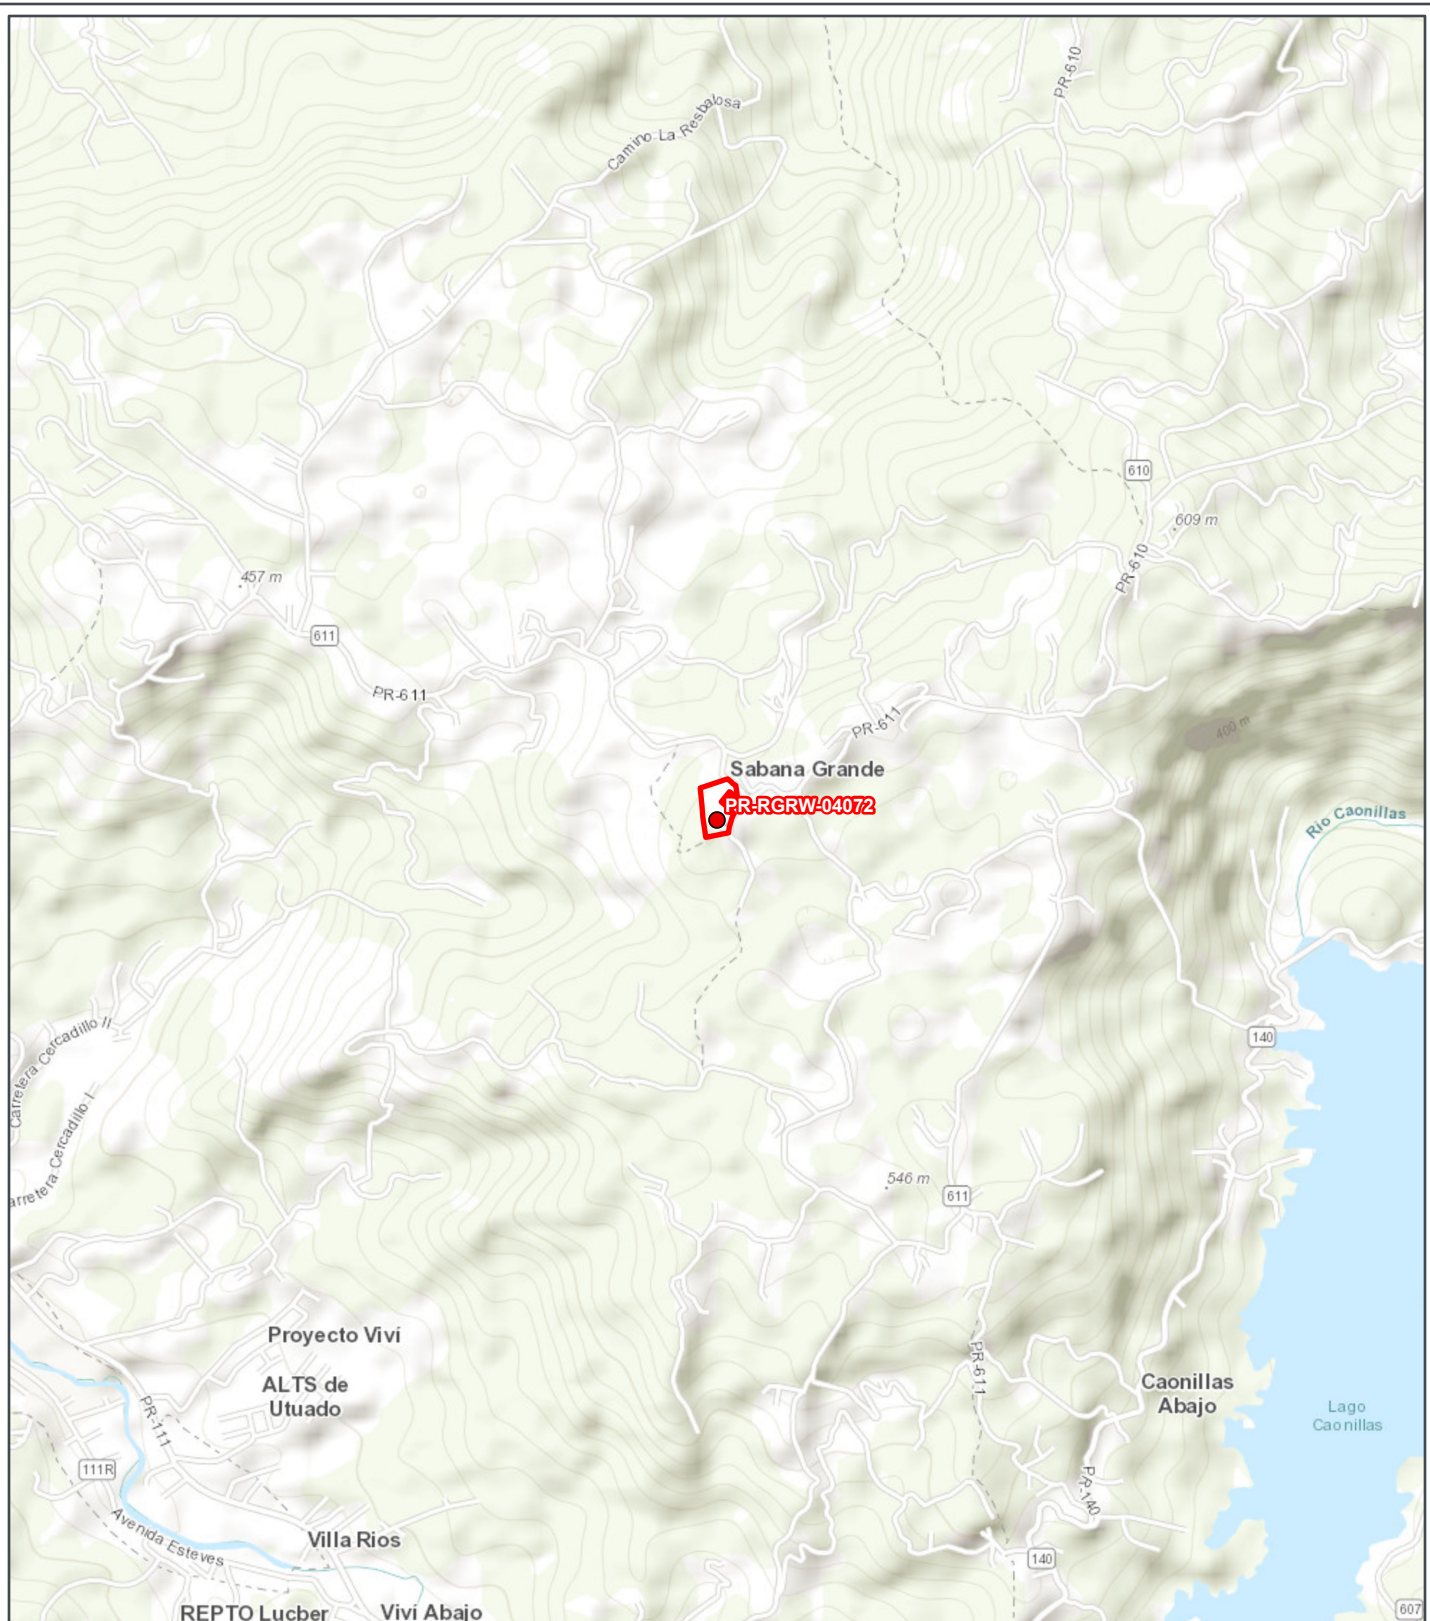 PR-610
Camino La Resbalosa
610
609 m
PR-610
457 m
611
PR-611
PR-611
400 m
Sabana Grande
PR-RGRW-04072
Río Caonillas
Carretera Cercadillo II
140
arretera Cercadillo I
546 m
611
Proyecto Viví
PR-611
ALTS de
Utuado
Caonillas
Abajo
Lago
Caonillas
PR-111
111R
PR-140
Avenida Esteves
Villa Rios
140
REPTO Lucber
Viví Abajo
607